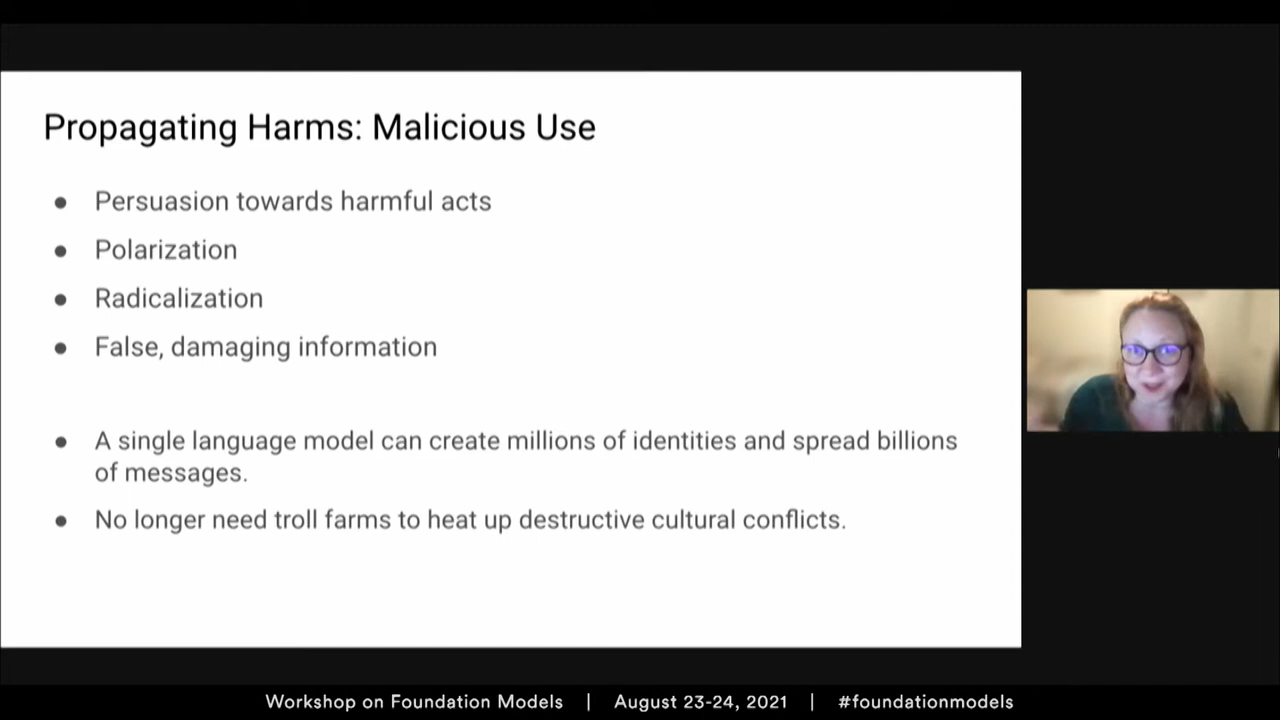 Propagating Harms: Malicious Use
● Persuasion towards harmful acts
● Polarization
● Radicalization
● False, damaging information
● A single language model can create millions of identities and spread billions
of messages.
● No longer need troll farms to heat up destructive cultural conflicts.
Workshop on Foundation Models | August 23-24, 2021 | #foundationmodels